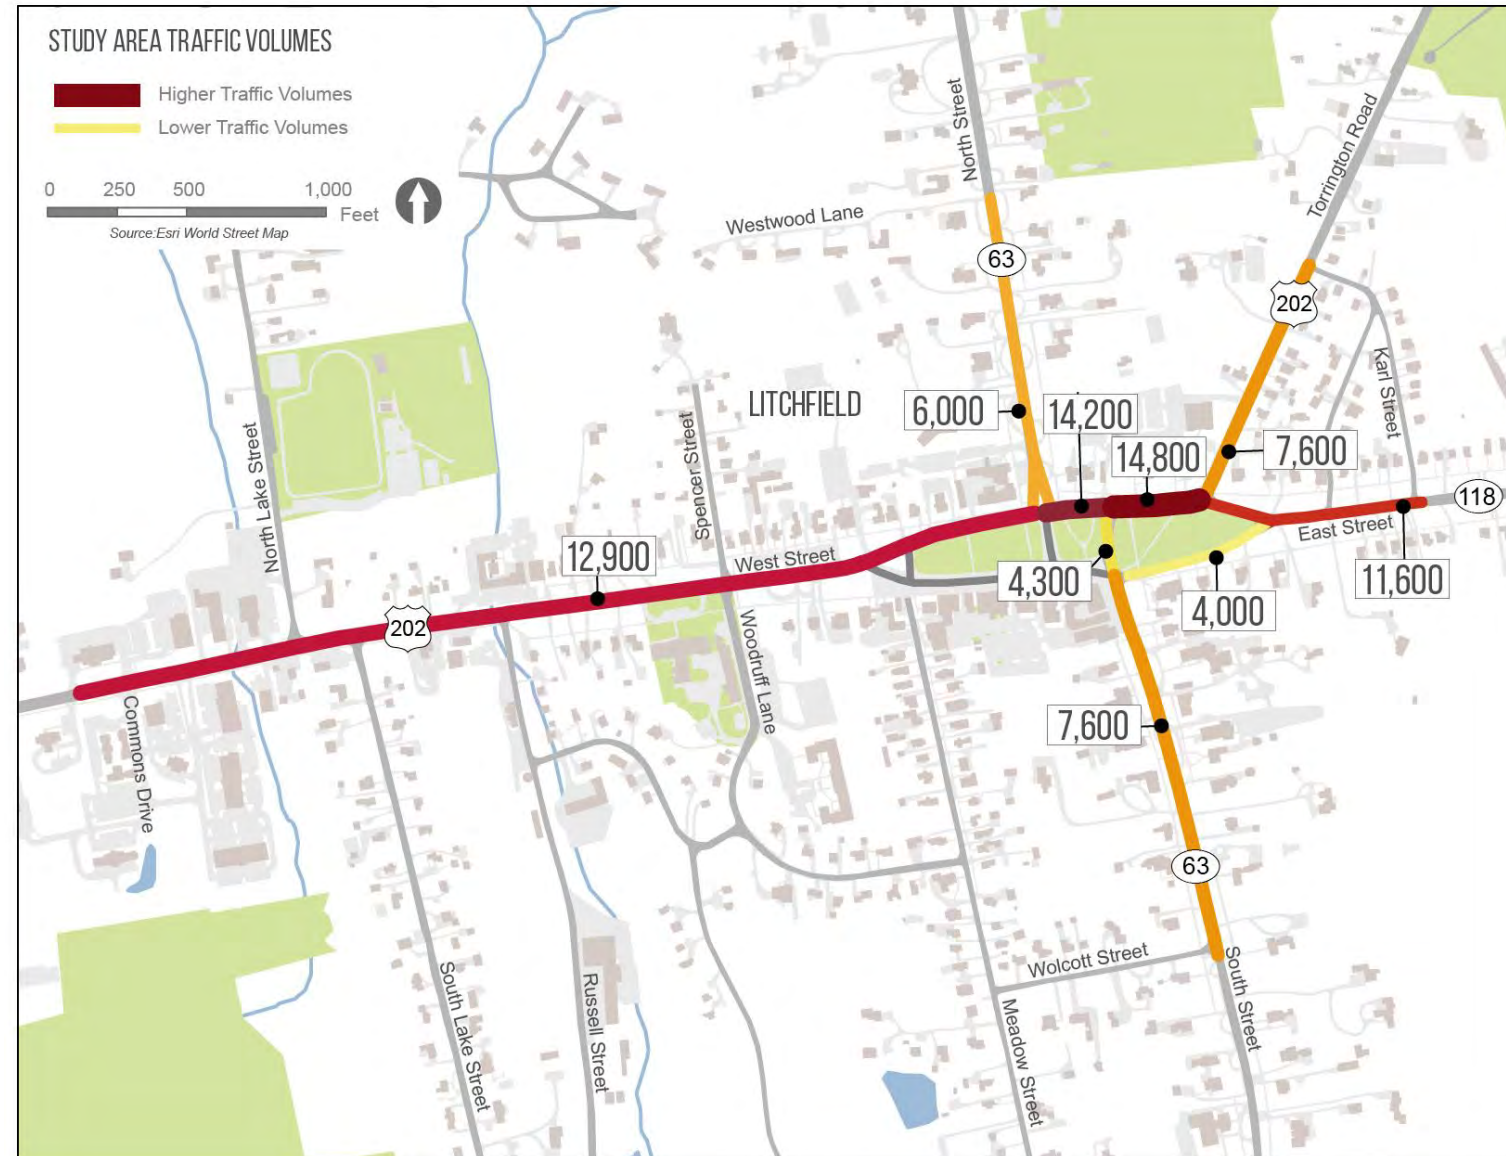 STUDY AREA TRAFFIC VOLUMES
Higher Traffic Volumes
Lower Traffic Volumes
0 250 500 1,000
Feet
Source:Esri World Street Map
North Street
Torrington Road
Westwood Lane
63
202
Karl Street
LITCHFIELD
6,000
14,200
14,800
7,600
118
North Lake Street
Spencer Street
West Street
East Street
12,900
4,300
4,000
11,600
202
Woodruff Lane
Commons Drive
7,600
63
Wolcott Street
South Street
South Lake Street
Russell Street
Meadow Street